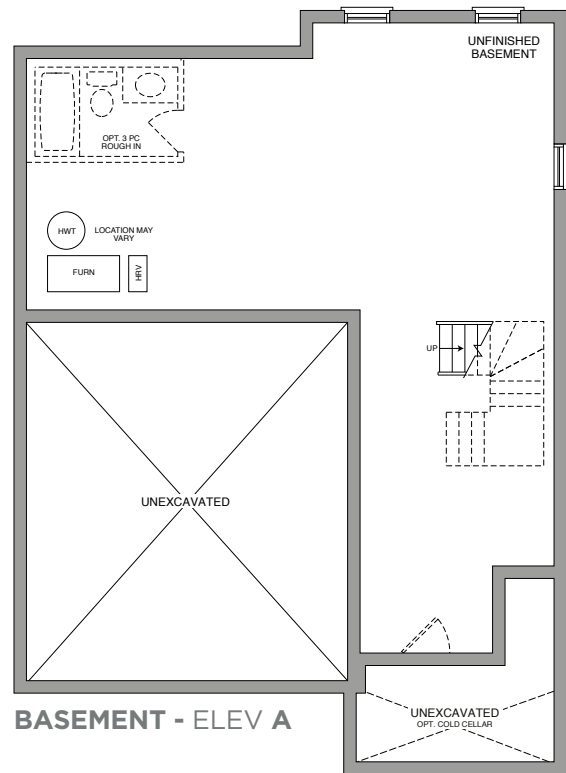 UNFINISHED
BASEMENT
OPT. 3 PC
ROUGH IN
HWT
LOCATION MAY
VARY
FURN
HRV
UP
UNEXCAVATED
UNEXCAVATED
OPT. COLD CELLAR
BASEMENT - ELEV A